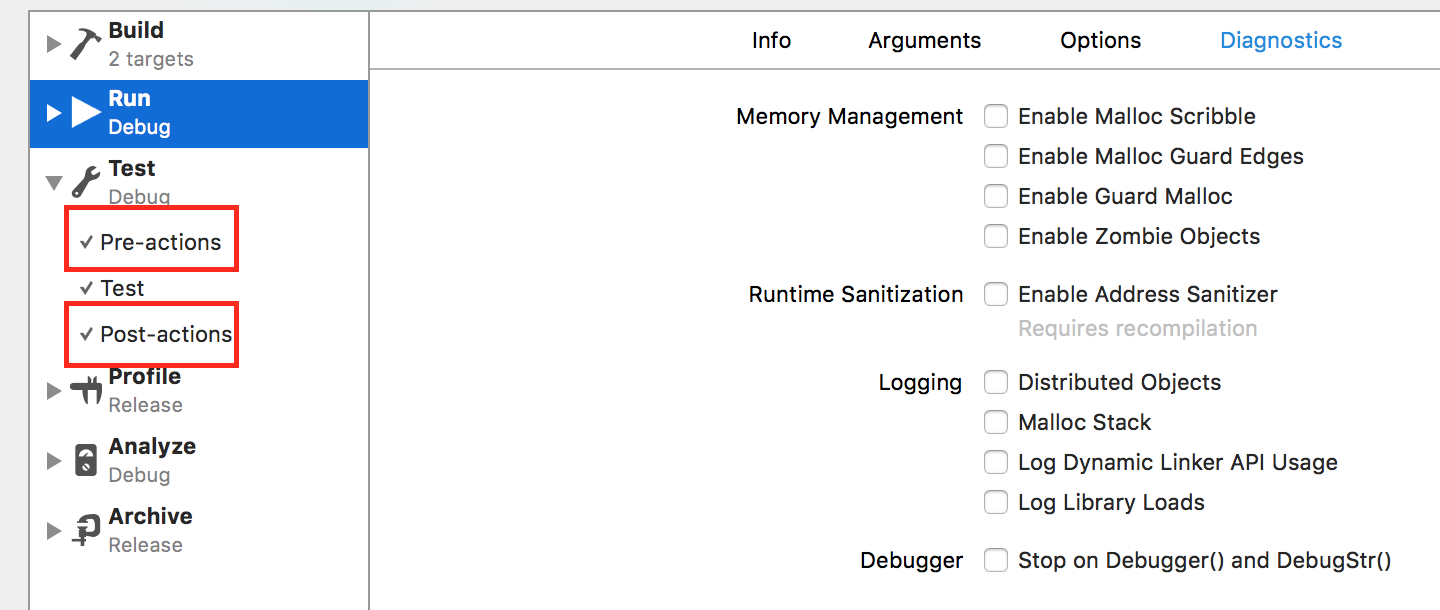 Build
2 targets
Run
Debug
Test
Debug
Pre-actions
Test
Post-actions
Profile
Release
Analyze
Debug
Archive
Release
Info Arguments Options Diagnostics
Memory Management Enable Malloc Scribble
Enable Malloc Guard Edges
Enable Guard Malloc
Enable Zombie Objects
Runtime Sanitization Enable Address Sanitizer
Requires recompilation
Logging Distributed Objects
Malloc Stack
Log Dynamic Linker API Usage
Log Library Loads
Debugger Stop on Debugger() and DebugStr()